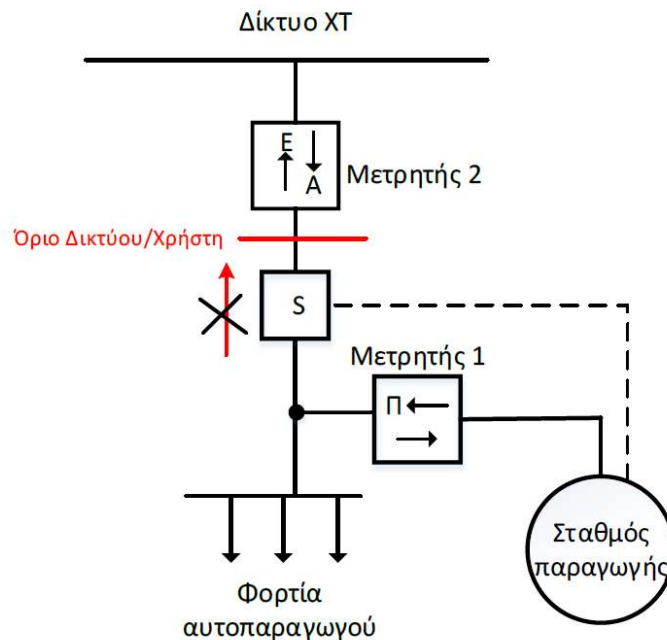 Δίκτυο ΧΤ
Ε
Α
Μετρητής 2
Όριο Δικτύου/Χρήστη
S
Μετρητής 1
Π
Σταθμός
παραγωγής
Φορτία
αυτοπαραγωγού